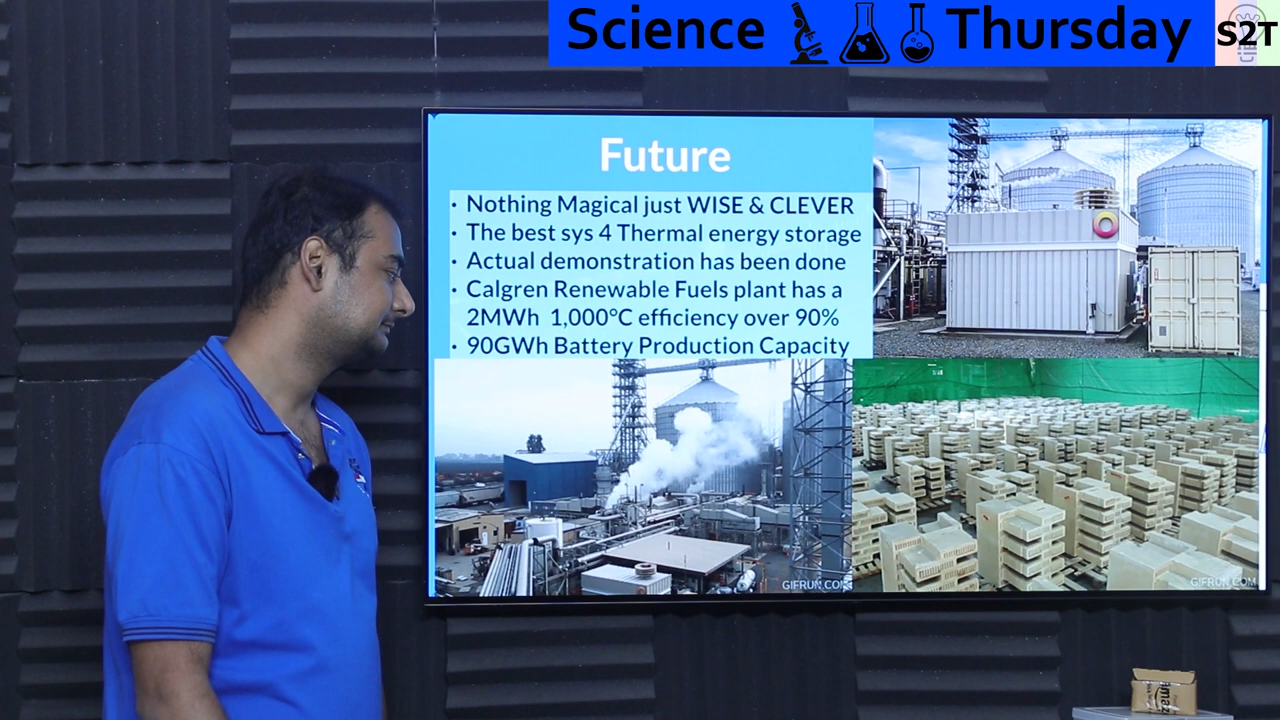 Science Thursday
S2T
Future
• Nothing Magical just WISE & CLEVER
• The best sys 4 Thermal energy storage
• Actual demonstration has been done
• Calgren Renewable Fuels plant has a
2MWh 1,000°C efficiency over 90%
• 90GWh Battery Production Capacity
GIFRUN.COM
GIFRUN.COM